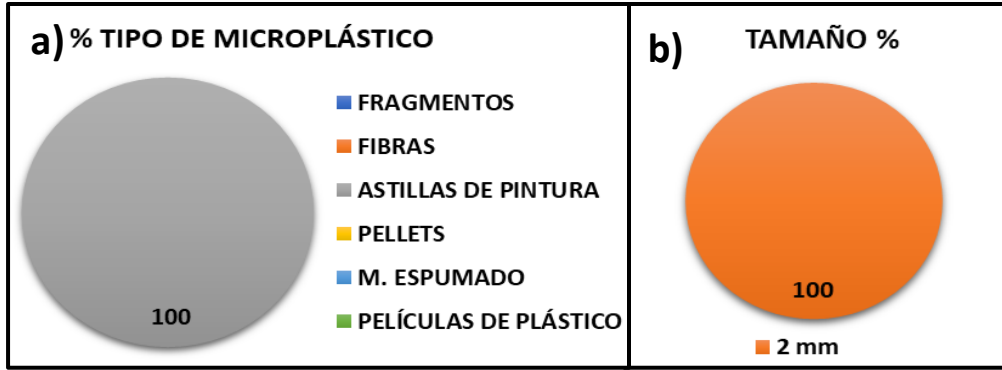 a) % TIPO DE MICROPLÁSTICO
FRAGMENTOS
FIBRAS
ASTILLAS DE PINTURA
PELLETS
M. ESPUMADO
PELÍCULAS DE PLÁSTICO
100
b) TAMAÑO %
100
2 mm